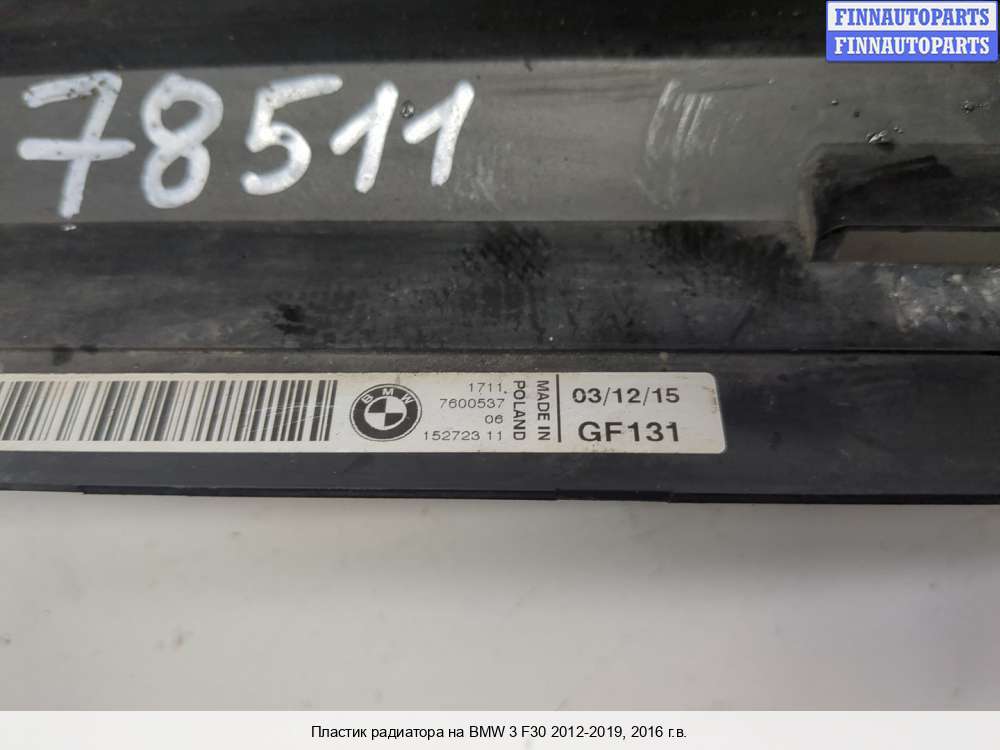 FINNAUTOPARTS
FINNAUTOPARTS
78511
BMW
1711
7600537
06
152723 11
MADE IN
POLAND
03/12/15
GF131
Пластик радиатора на BMW 3 F30 2012-2019, 2016 г.в.